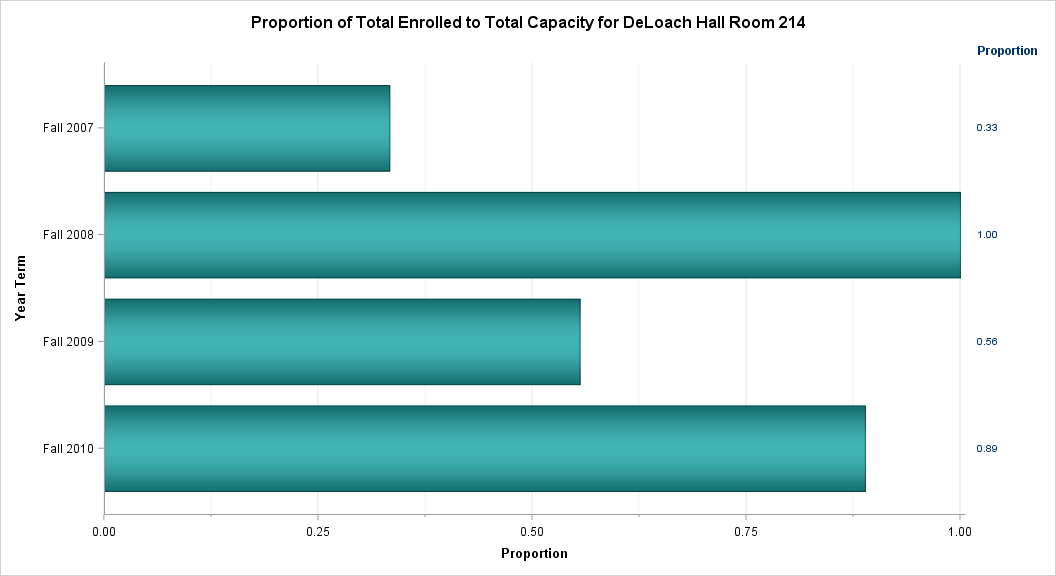 Proportion of Total Enrolled to Total Capacity for DeLoach Hall Room 214
Proportion
Year Term
Fall 2007
0.33
Fall 2008
1.00
Fall 2009
0.56
Fall 2010
0.89
0.00 0.25 0.50 0.75 1.00
Proportion